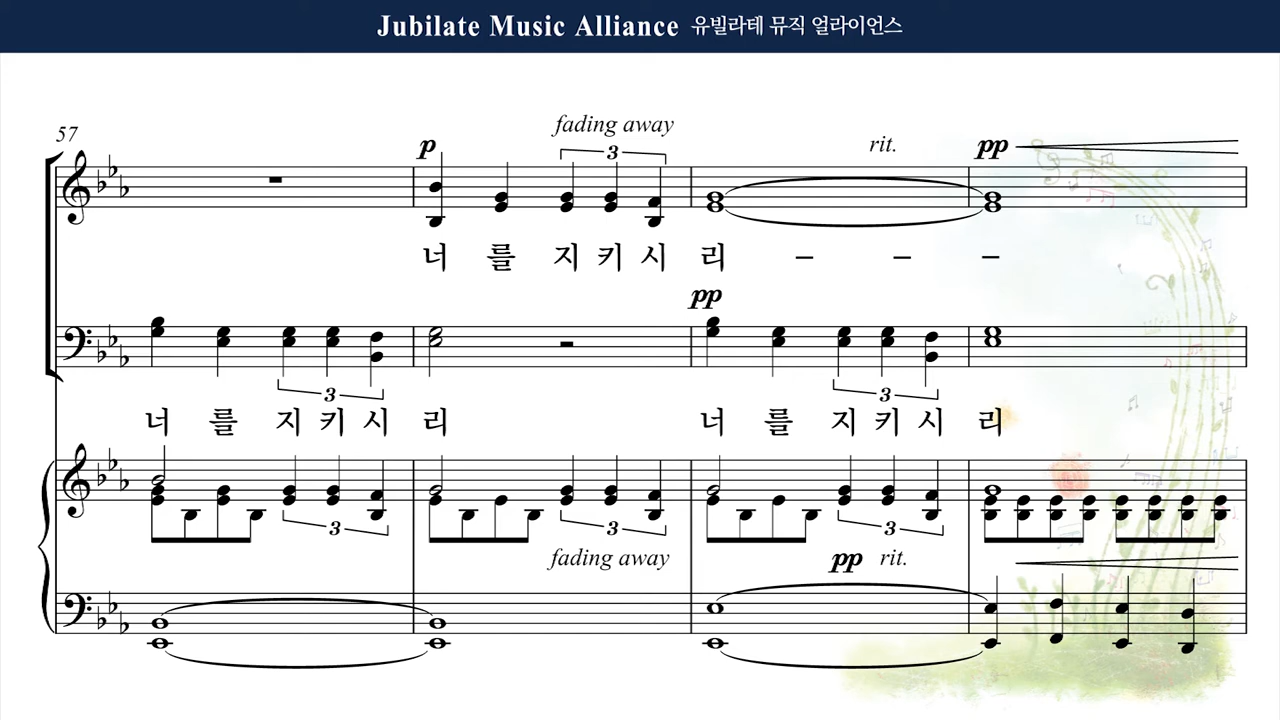 Jubilate Music Alliance 유빌라테 뮤직 얼라이언스
57
p fading away 3 rit. pp
너 를 지 키 시 리 – – –
pp
3 3
너 를 지 키 시 리 너 를 지 키 시 리
3 3 3
fading away pp rit.